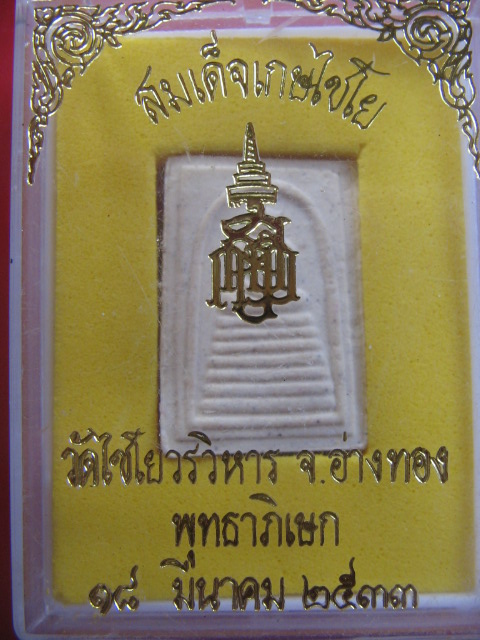 สมเด็จเกษไชโย
วัดไชโยวรวิหาร จ.อ่างทอง
พุทธาภิเษก
๑๘ มีนาคม ๒๕๓๓